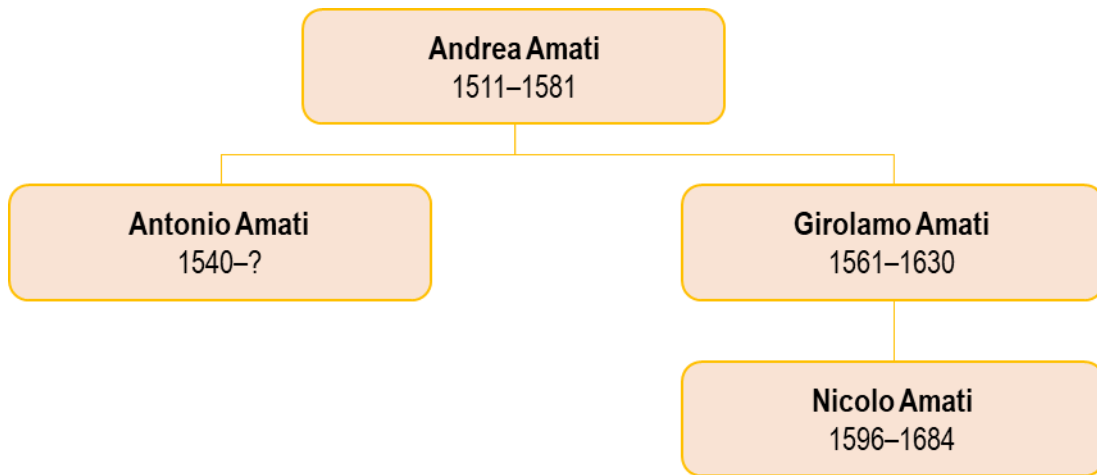 Andrea Amati
1511–1581
Antonio Amati
1540–?
Girolamo Amati
1561–1630
Nicolo Amati
1596–1684